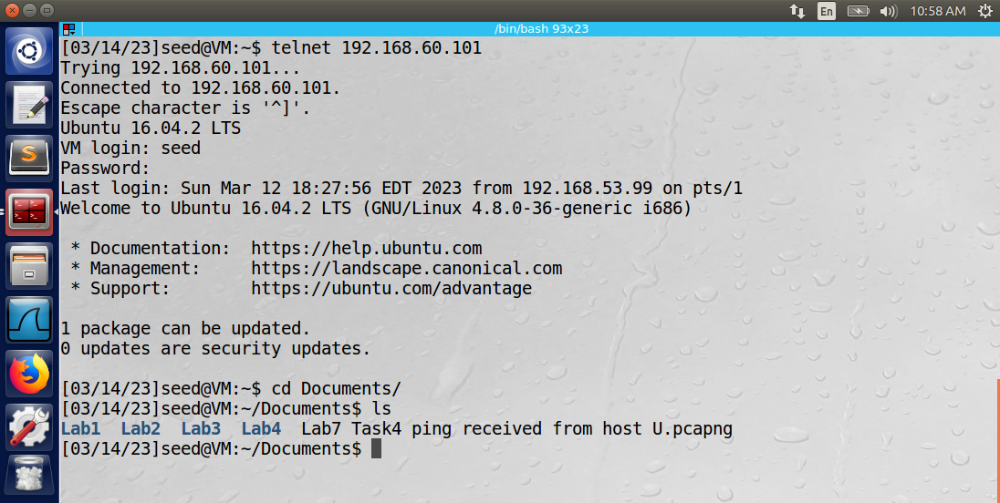 En 10:58 AM
/bin/bash 93x23
[03/14/23]seed@VM:~$ telnet 192.168.60.101
Trying 192.168.60.101...
Connected to 192.168.60.101.
Escape character is '^]'.
Ubuntu 16.04.2 LTS
VM login: seed
Password:
Last login: Sun Mar 12 18:27:56 EDT 2023 from 192.168.53.99 on pts/1
Welcome to Ubuntu 16.04.2 LTS (GNU/Linux 4.8.0-36-generic i686)
 * Documentation:  https://help.ubuntu.com
 * Management:     https://landscape.canonical.com
 * Support:        https://ubuntu.com/advantage
1 package can be updated.
0 updates are security updates.
[03/14/23]seed@VM:~$ cd Documents/
[03/14/23]seed@VM:~/Documents$ ls
Lab1  Lab2  Lab3  Lab4  Lab7 Task4 ping received from host U.pcapng
[03/14/23]seed@VM:~/Documents$